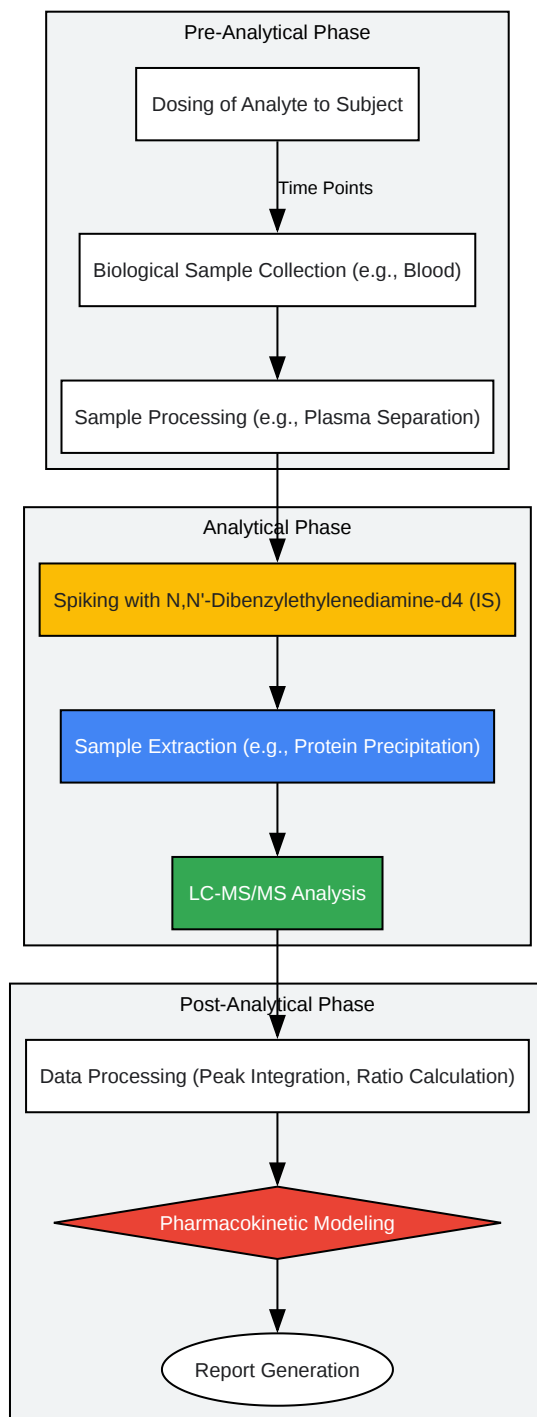 Pre-Analytical Phase
Dosing of Analyte to Subject
Time Points
Biological Sample Collection (e.g., Blood)
Sample Processing (e.g., Plasma Separation)
Analytical Phase
Spiking with N,N'-Dibenzylethylenediamine-d4 (IS)
Sample Extraction (e.g., Protein Precipitation)
LC-MS/MS Analysis
Post-Analytical Phase
Data Processing (Peak Integration, Ratio Calculation)
Pharmacokinetic Modeling
Report Generation